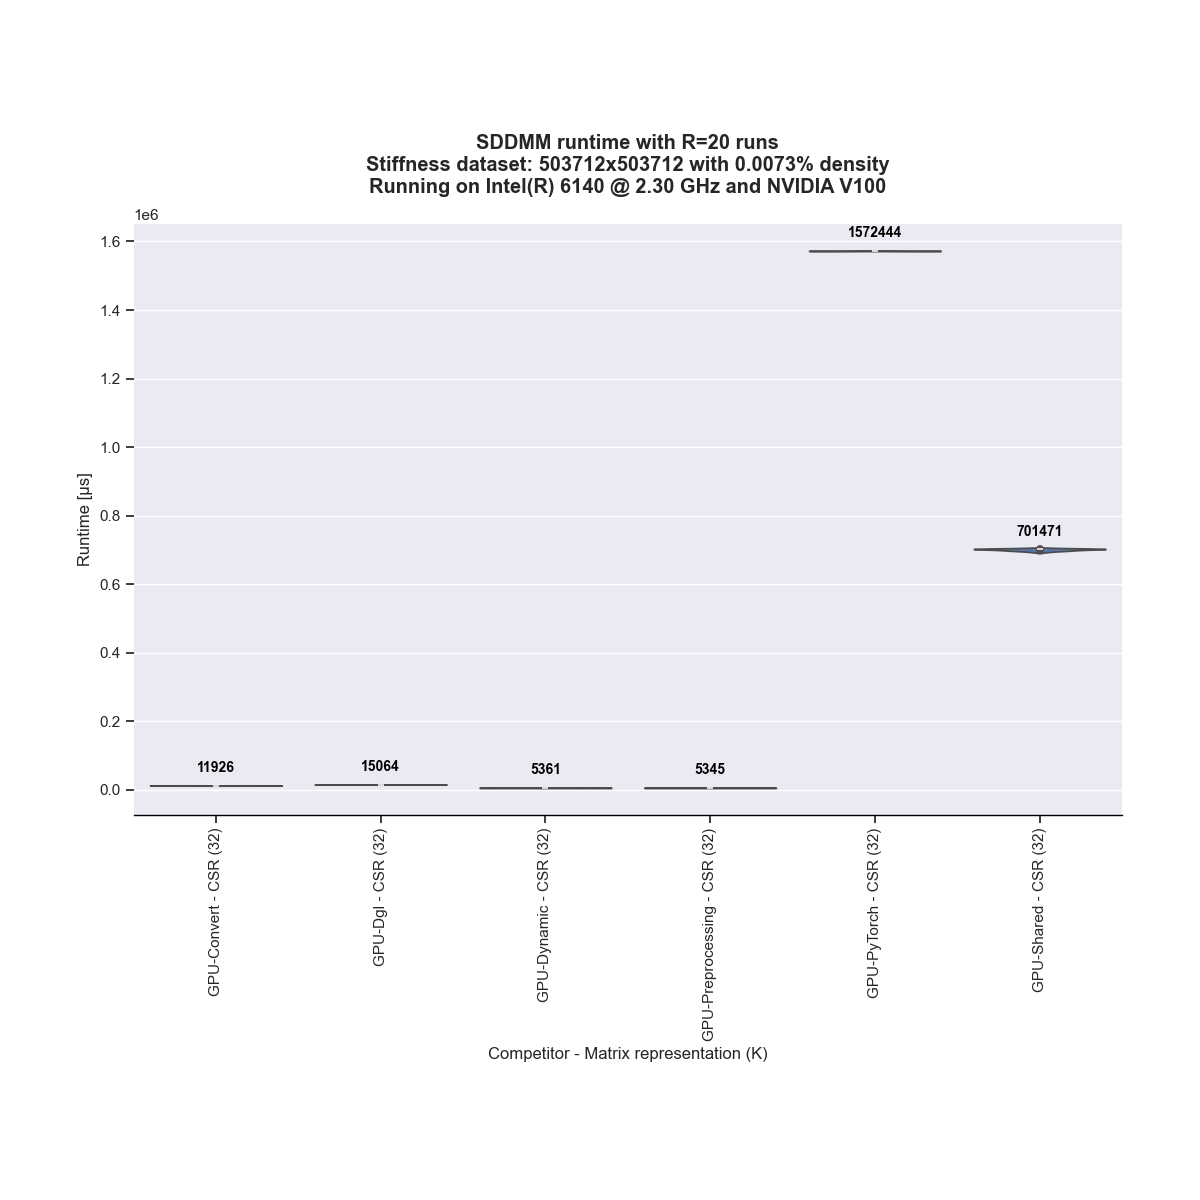 SDDMM runtime with R=20 runs
Stiffness dataset: 503712x503712 with 0.0073% density
Running on Intel(R) 6140 @ 2.30 GHz and NVIDIA V100
1e6
1.6
1.4
1.2
1.0
0.8
0.6
0.4
0.2
0.0
Runtime [µs]
11926
15064
5361
5345
1572444
701471
GPU-Convert - CSR (32)
GPU-Dgl - CSR (32)
GPU-Dynamic - CSR (32)
GPU-Preprocessing - CSR (32)
GPU-PyTorch - CSR (32)
GPU-Shared - CSR (32)
Competitor - Matrix representation (K)